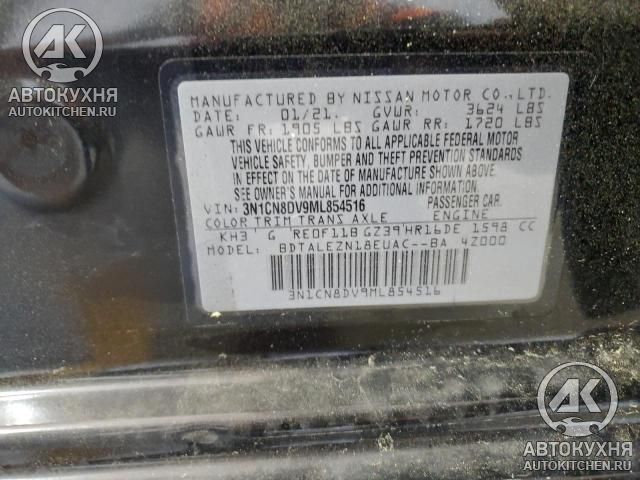 AK
АВТОКУХНЯ
AUTOKITCHEN.RU
MANUFACTURED BY NISSAN MOTOR CO.,LTD.
DATE: 01/21. GVWR: 3624 LBS
GAWR FR: 1905 LBS GAWR RR: 1720 LBS
THIS VEHICLE CONFORMS TO ALL APPLICABLE FEDERAL MOTOR
VEHICLE SAFETY, BUMPER AND THEFT PREVENTION STANDARDS
IN EFFECT ON THE DATE OF MANUFACTURE SHOWN ABOVE.
SEE OWNER'S MANUAL FOR ADDITIONAL INFORMATION.
VIN: 3N1CN8DV9ML854516 PASSENGER CAR.
COLOR TRIM TRANS AXLE ENGINE
KH3 G RE0F11B GZ39 HR16DE 1598 CC
MODEL: BDTALEZN18EUAC--BA 4Z000
3N1CN8DV9ML854516
AK
АВТОКУХНЯ
AUTOKITCHEN.RU